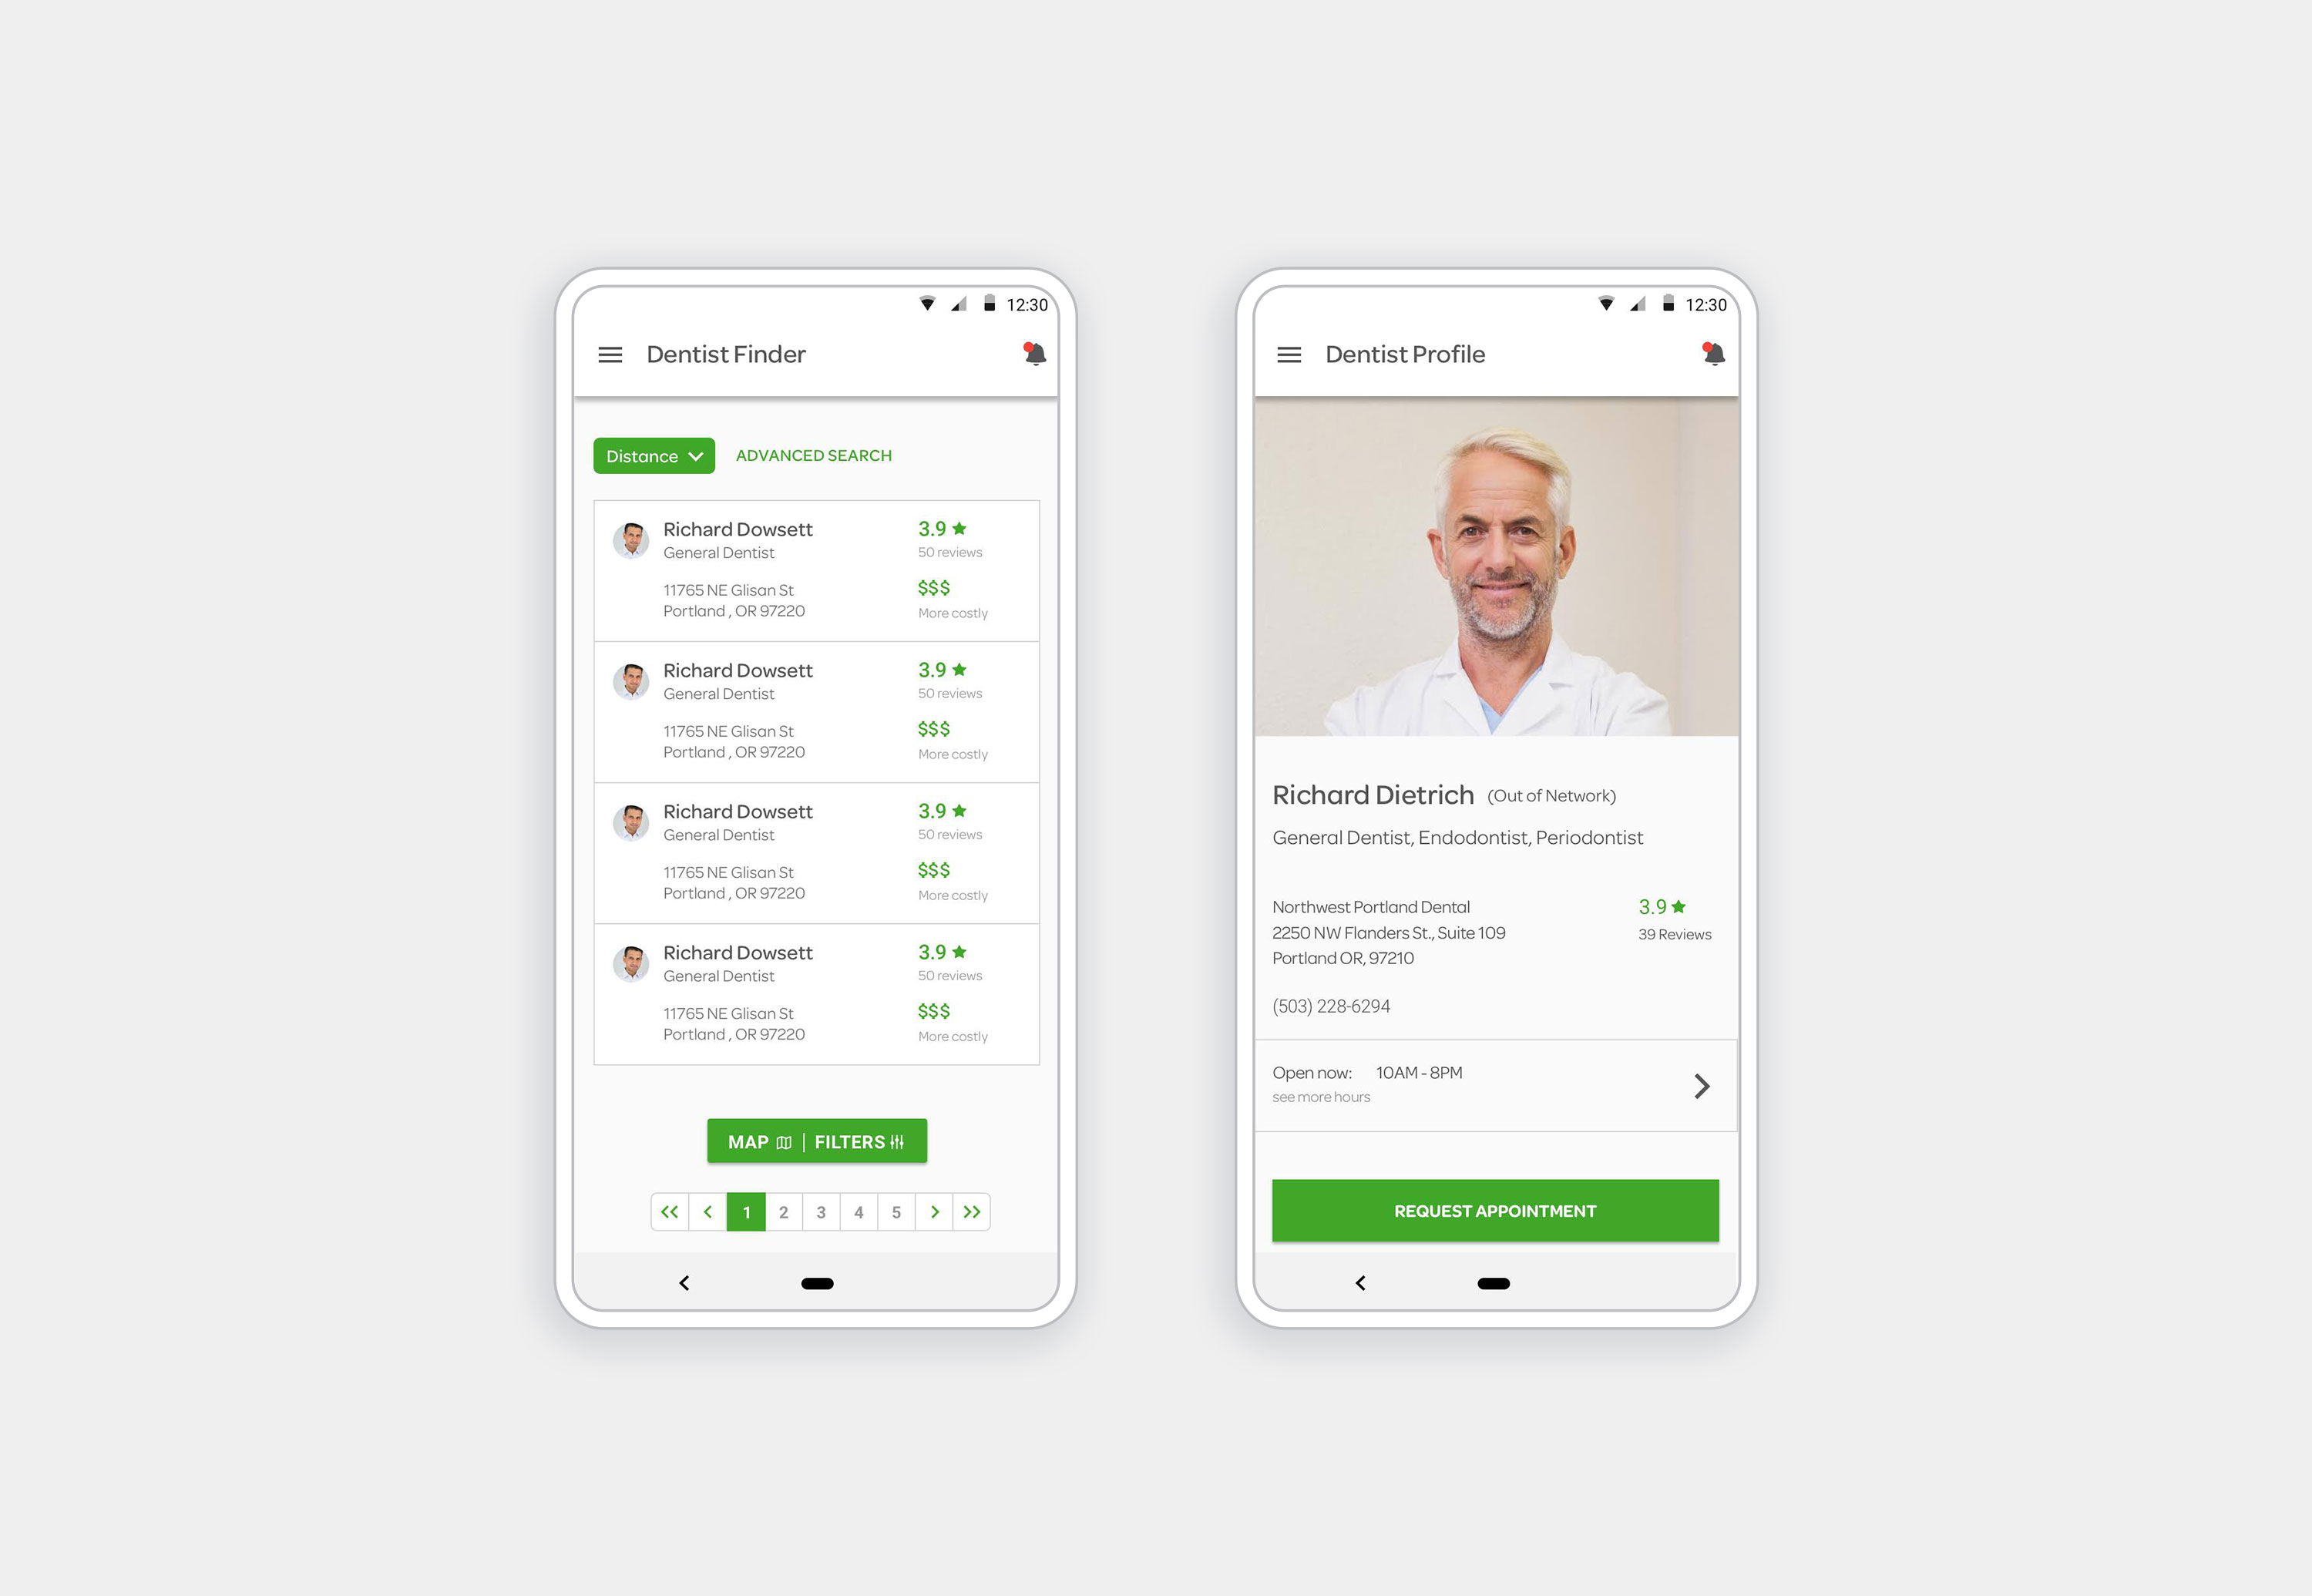 12:30
Dentist Finder
Distance ADVANCED SEARCH
Richard Dowsett 3.9
General Dentist 50 reviews
11765 NE Glisan St $$$
Portland , OR 97220 More costly
Richard Dowsett 3.9
General Dentist 50 reviews
11765 NE Glisan St $$$
Portland , OR 97220 More costly
Richard Dowsett 3.9
General Dentist 50 reviews
11765 NE Glisan St $$$
Portland , OR 97220 More costly
Richard Dowsett 3.9
General Dentist 50 reviews
11765 NE Glisan St $$$
Portland , OR 97220 More costly
MAP | FILTERS
<< < 1 2 3 4 5 > >>
12:30
Dentist Profile
Richard Dietrich (Out of Network)
General Dentist, Endodontist, Periodontist
Northwest Portland Dental 3.9
2250 NW Flanders St., Suite 109 39 Reviews
Portland OR, 97210
(503) 228-6294
Open now: 10AM - 8PM
see more hours
REQUEST APPOINTMENT